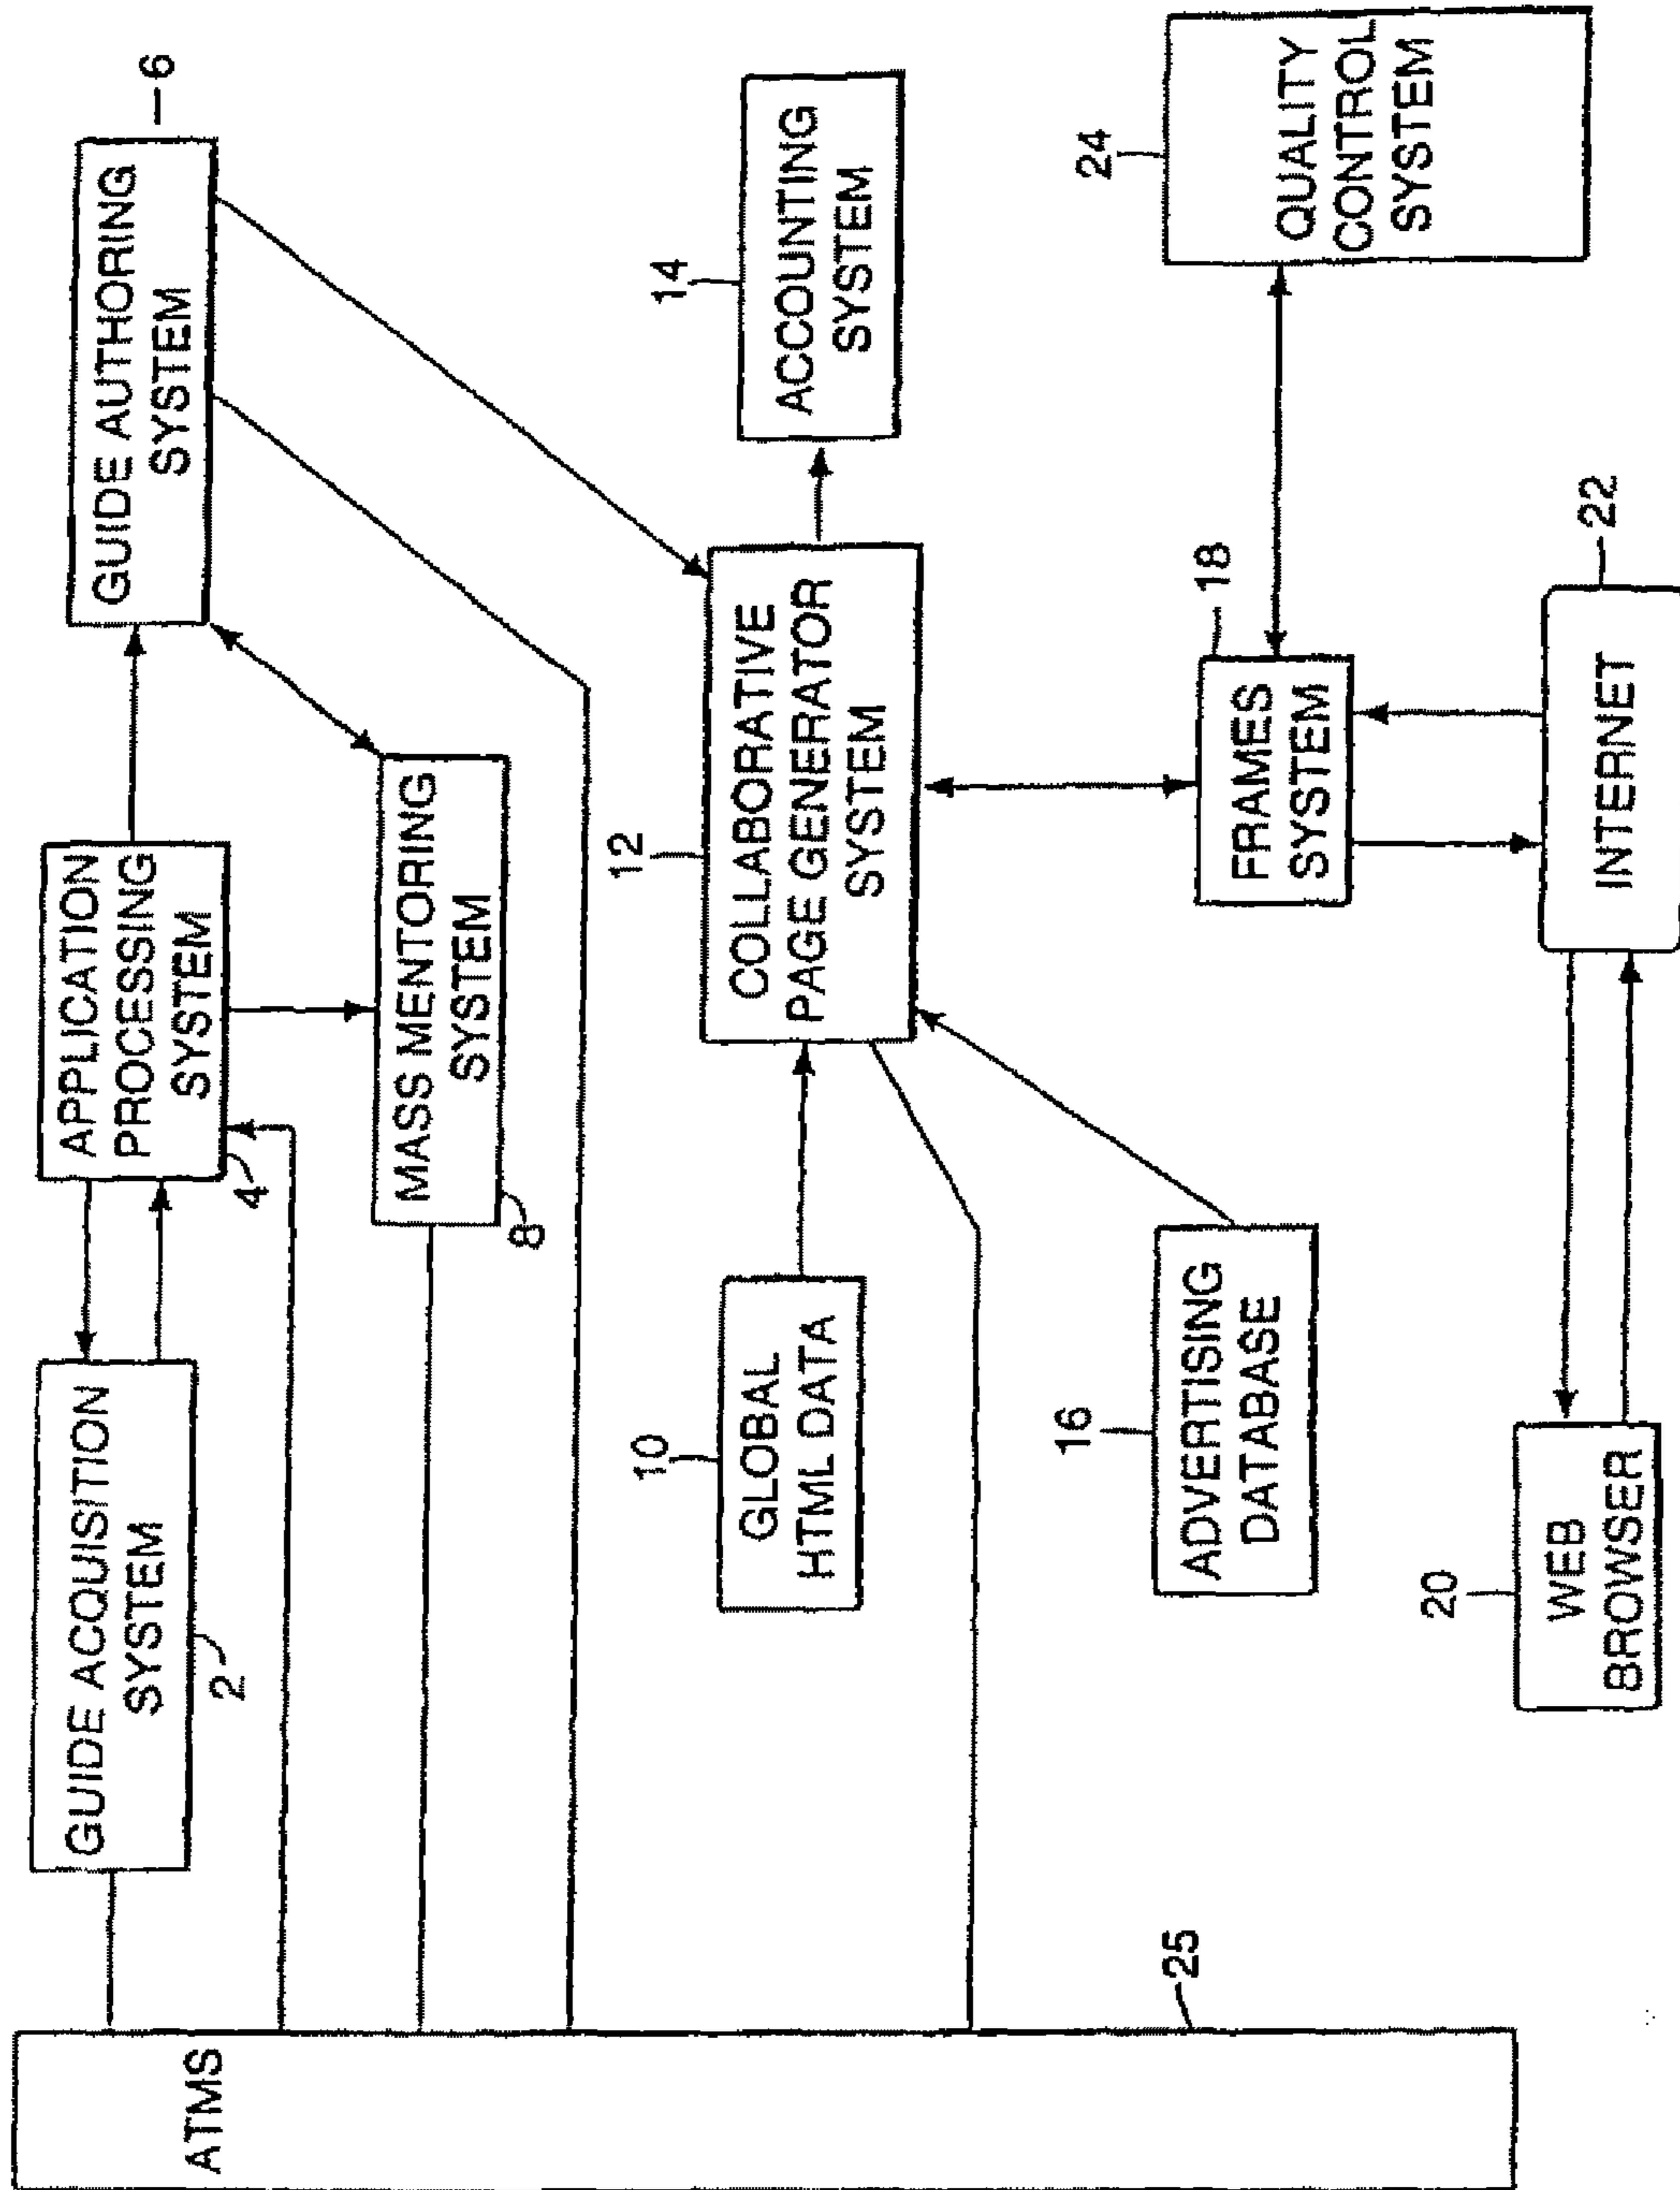 ATMS
25
GUIDE ACQUISITION
SYSTEM
2
APPLICATION
PROCESSING
SYSTEM
4
GUIDE AUTHORING
SYSTEM
6
MASS MENTORING
SYSTEM
8
GLOBAL
HTML DATA
10
COLLABORATIVE
PAGE GENERATOR
SYSTEM
12
ACCOUNTING
SYSTEM
14
ADVERTISING
DATABASE
16
FRAMES
SYSTEM
18
QUALITY
CONTROL
SYSTEM
24
WEB
BROWSER
20
INTERNET
22